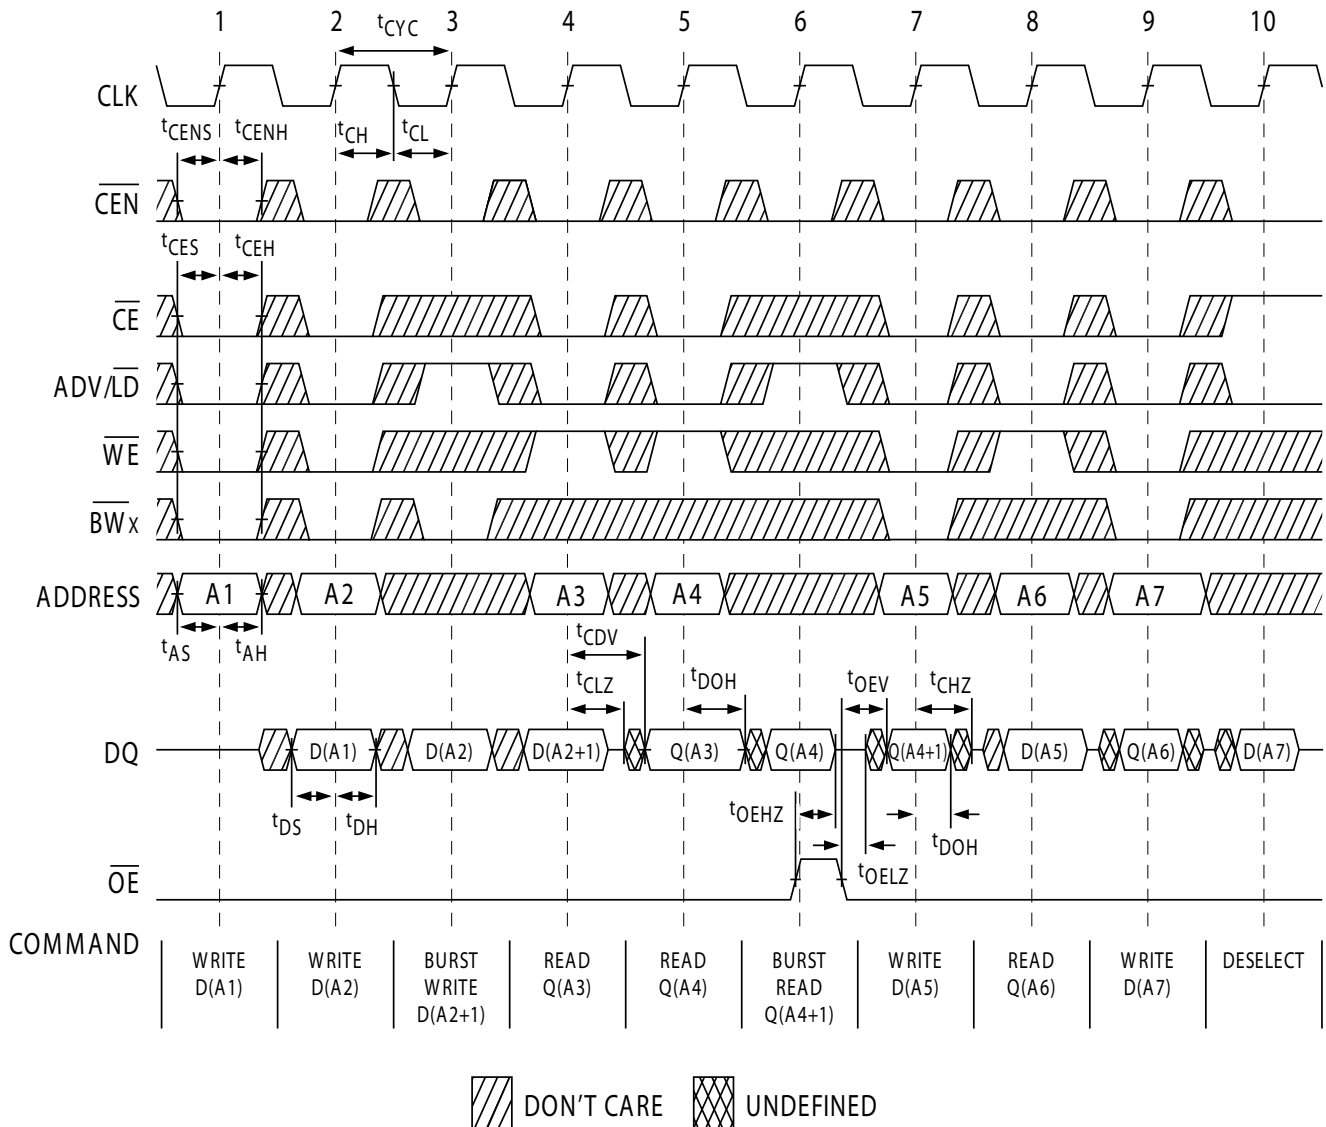 1 2 3 4 5 6 7 8 9 10
tCYC
CLK
tCENS tCENH tCH tCL
CEN
tCES tCEH
CE
ADV/LD
WE
BWx
ADDRESS A1 A2 A3 A4 A5 A6 A7
tAS tAH tCDV
tCLZ tDOH tOEV tCHZ
DQ D(A1) D(A2) D(A2+1) Q(A3) Q(A4) Q(A4+1) D(A5) Q(A6) D(A7)
tDS tDH tOEHZ tDOH
tOELZ
OE
COMMAND
WRITE WRITE BURST READ READ BURST WRITE READ WRITE DESELECT
D(A1) D(A2) WRITE Q(A3) Q(A4) READ D(A5) Q(A6) D(A7)
D(A2+1) Q(A4+1)
DON'T CARE UNDEFINED